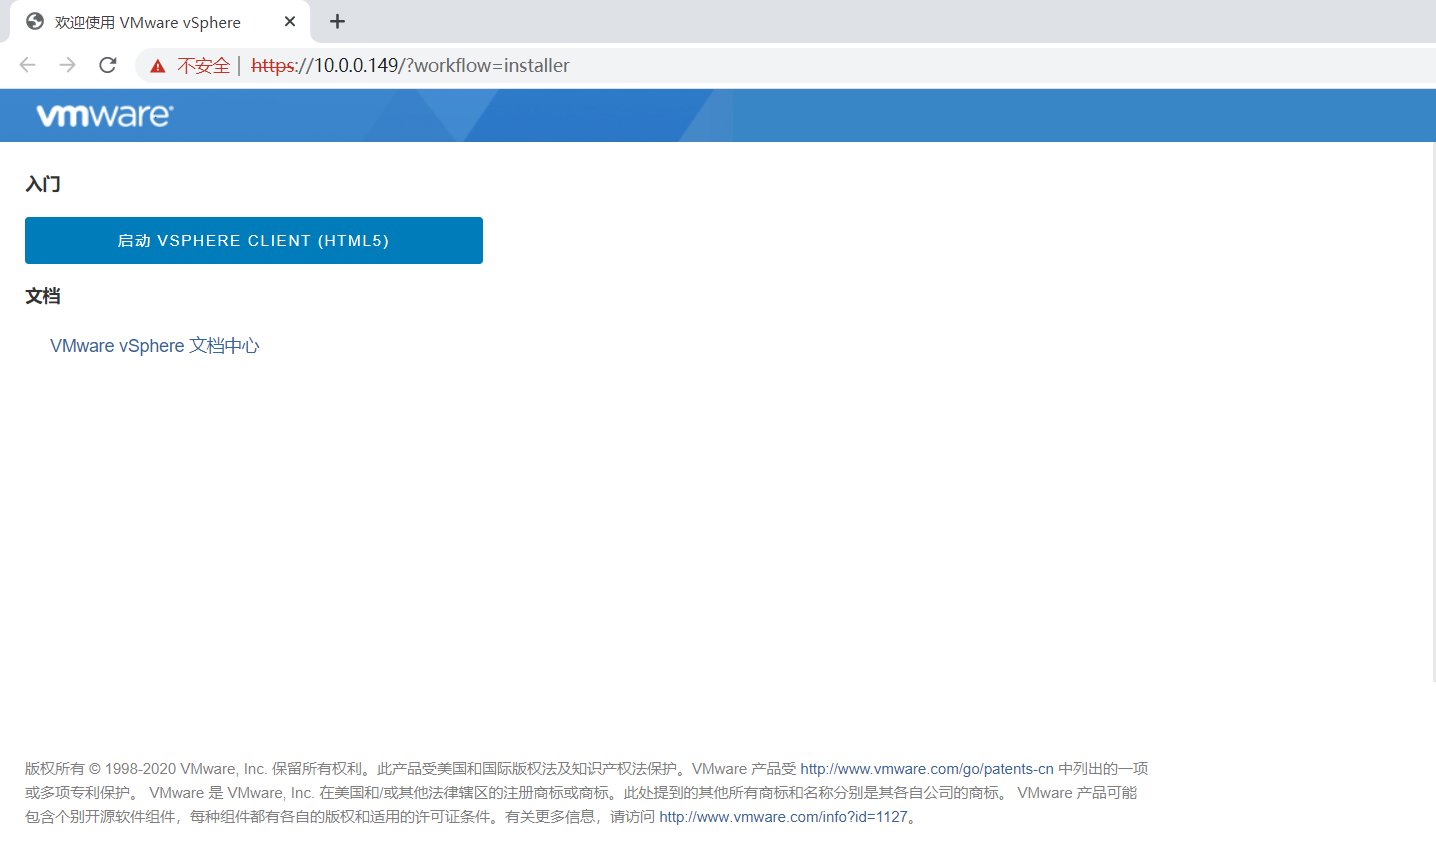 欢迎使用 VMware vSphere
不安全 | https://10.0.0.149/?workflow=installer
vmware®
入门
启动 VSPHERE CLIENT (HTML5)
文档
VMware vSphere 文档中心
版权所有 © 1998-2020 VMware, Inc. 保留所有权利。此产品受美国和国际版权法及知识产权法保护。VMware 产品受 http://www.vmware.com/go/patents-cn 中列出的一项
或多项专利保护。 VMware 是 VMware, Inc. 在美国和/或其他法律辖区的注册商标或商标。此处提到的其他所有商标和名称分别是其各自公司的商标。 VMware 产品可能
包含个别开源软件组件，每种组件都有各自的版权和适用的许可证条件。有关更多信息，请访问 http://www.vmware.com/info?id=1127。